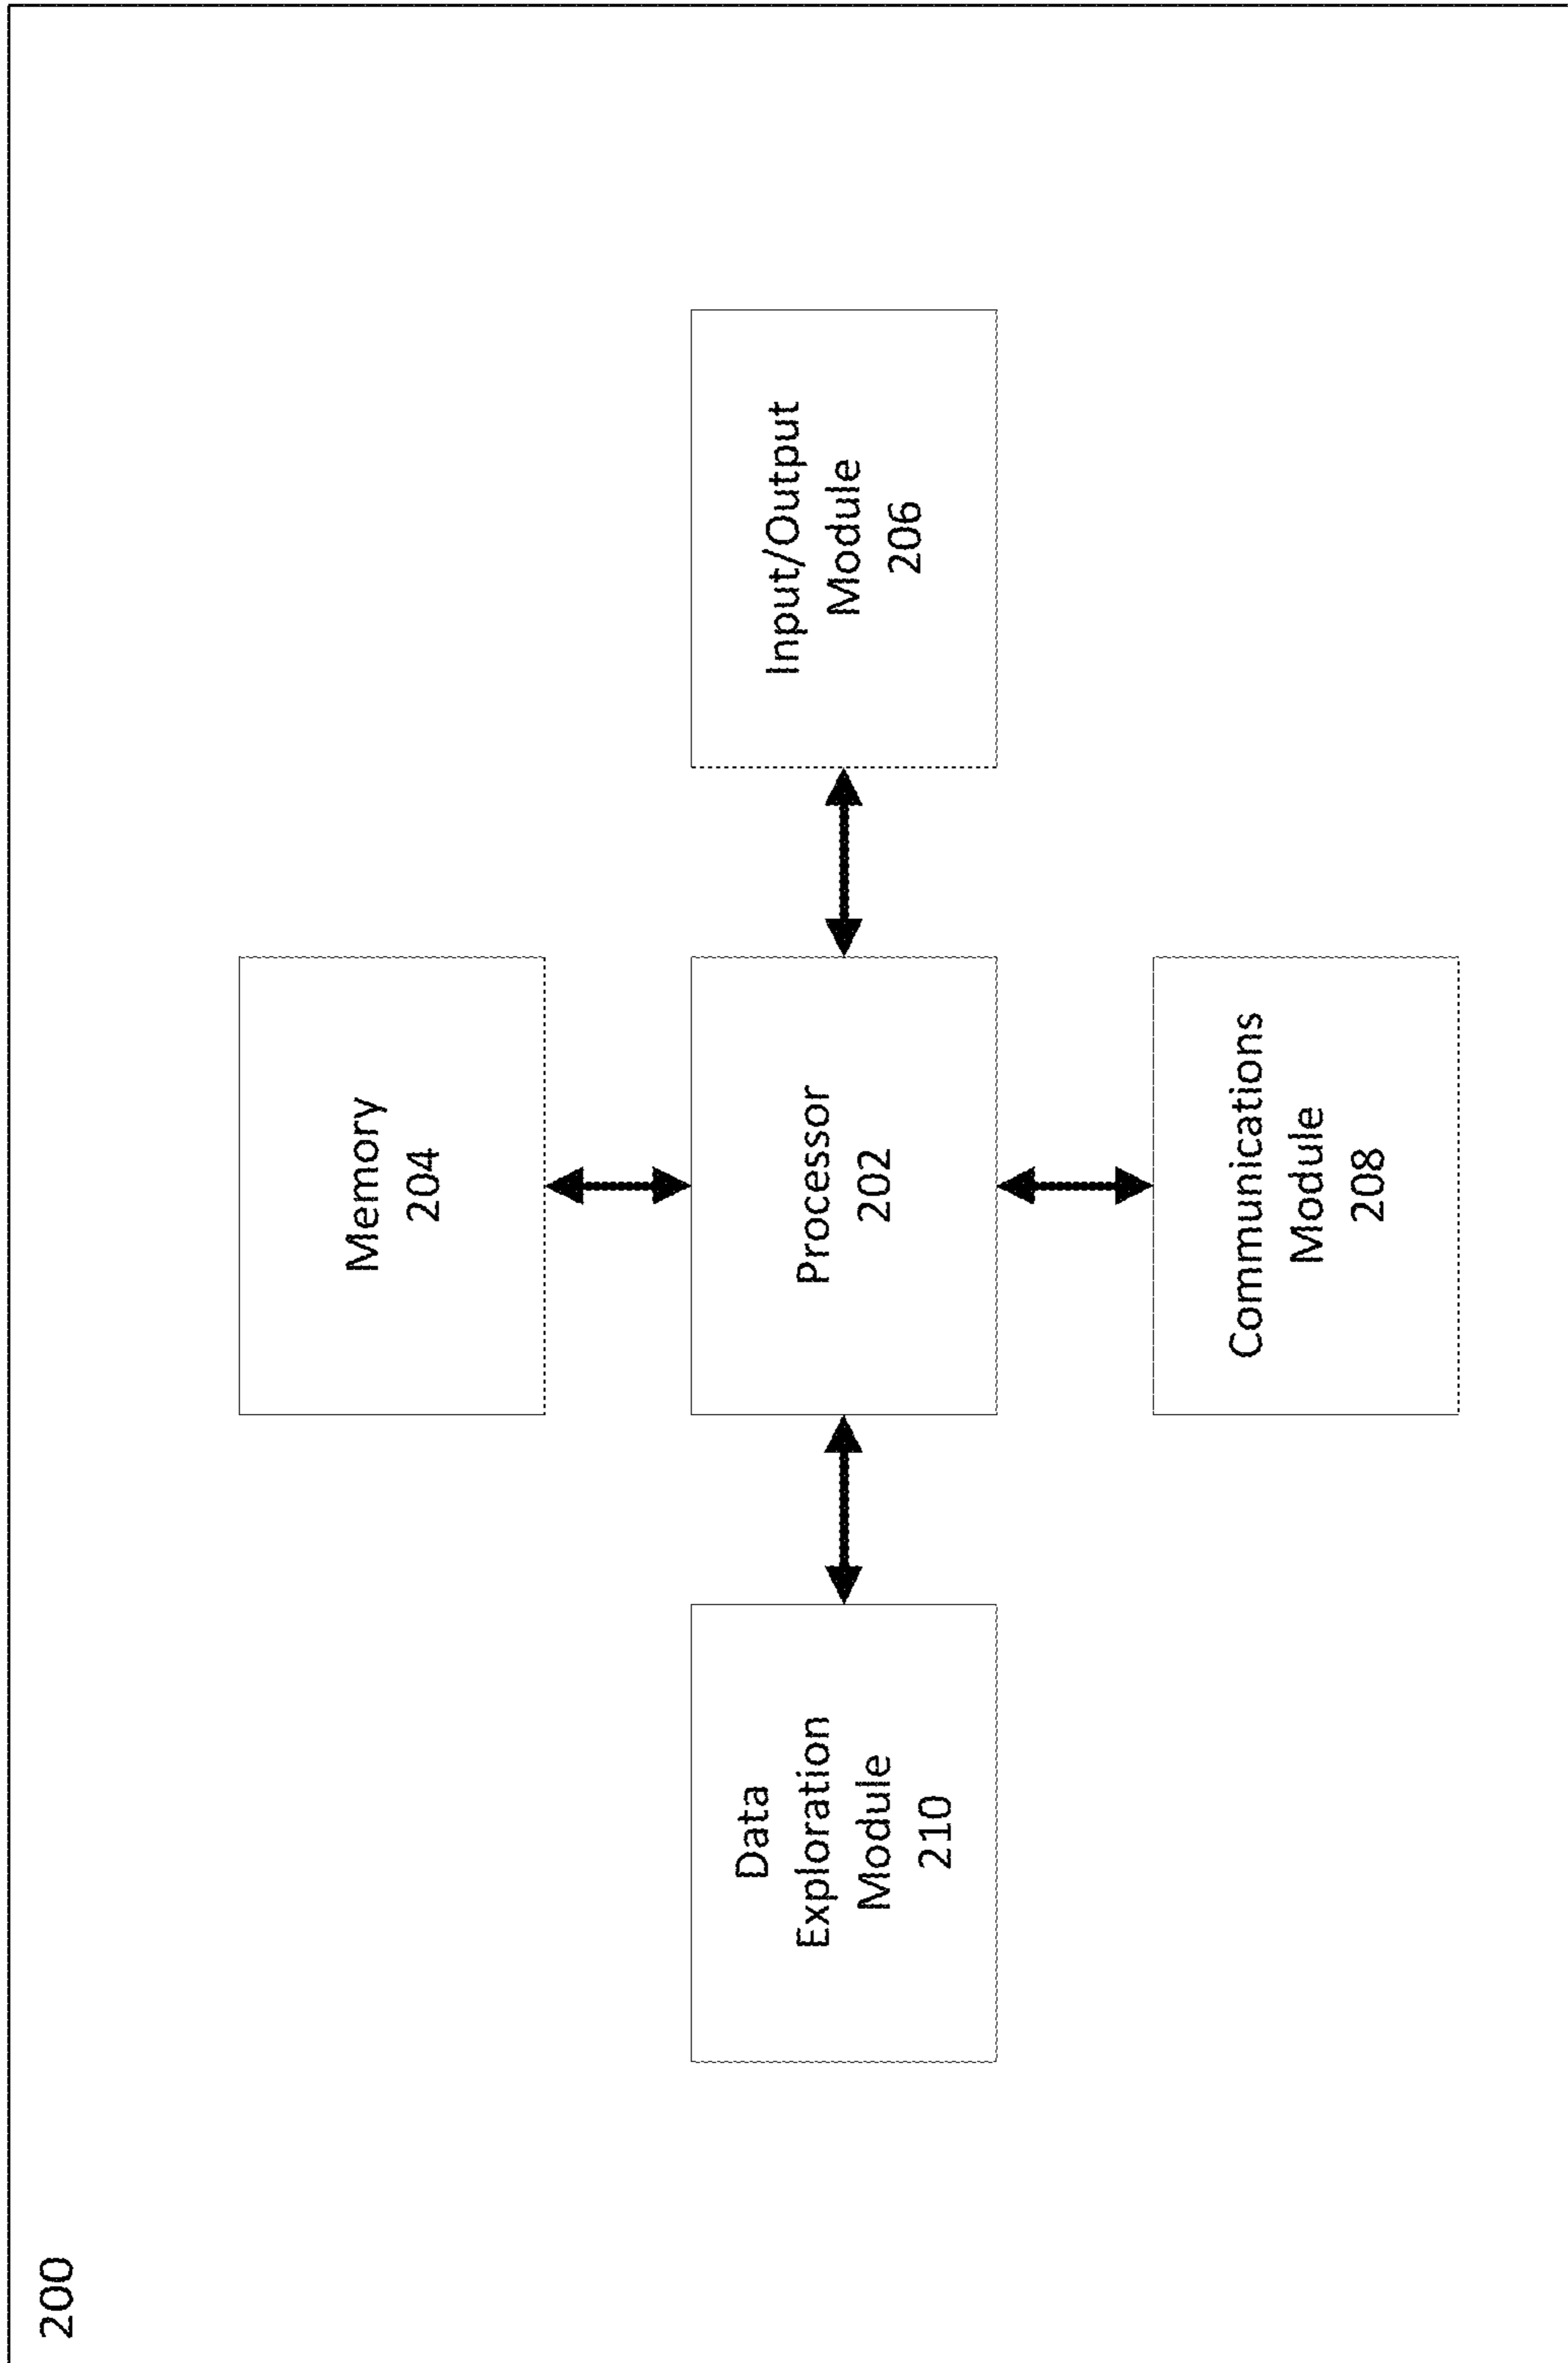 200
Memory
204
Data
Exploration
Module
210
Processor
202
Input/Output
Module
206
Communications
Module
208